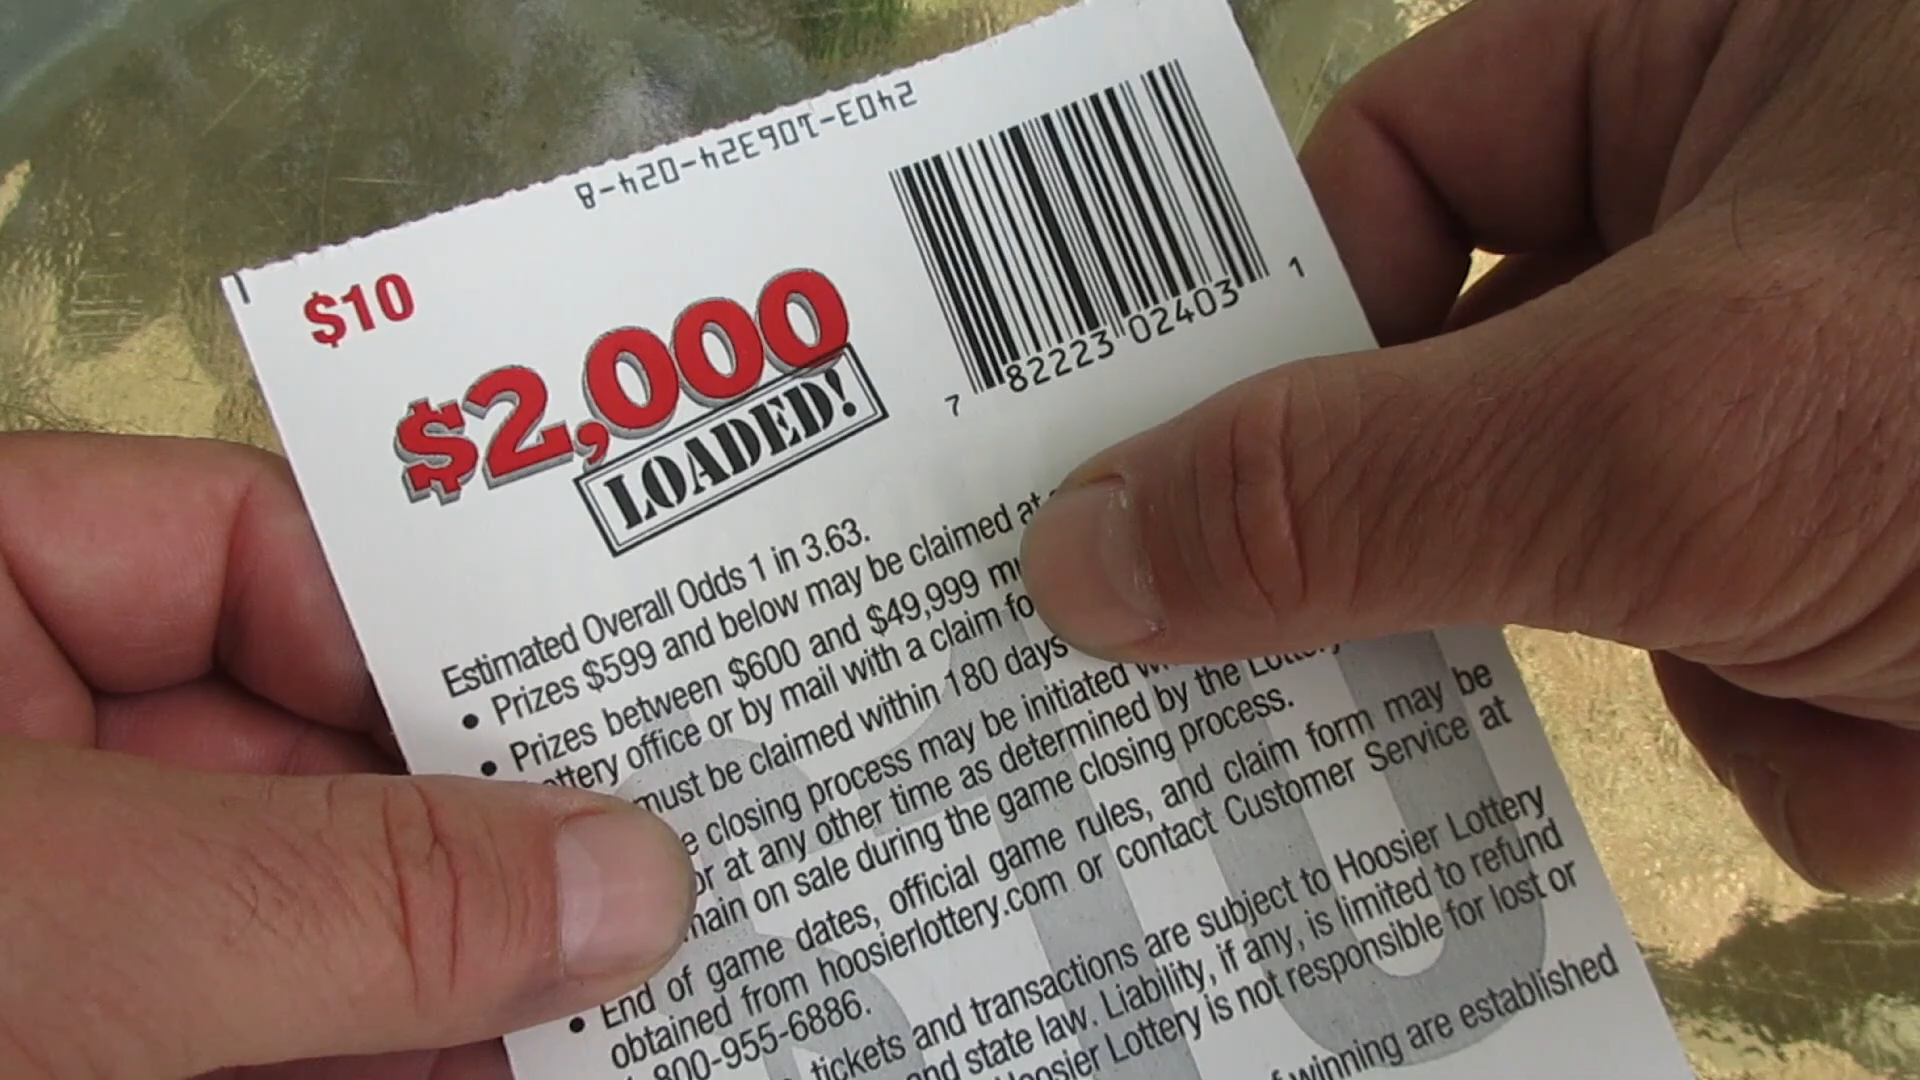 2403-106324-024-8
$10
$2,000
LOADED!
7 82223 02403 1
Estimated Overall Odds 1 in 3.63.
• Prizes $599 and below may be claimed at
• Prizes between $600 and $49,999
office or by mail with a claim
must be claimed within 180 days
closing process may be initiated
or at any other time as determined by the Lottery
on sale during the game closing process.
• End of game dates, official game rules, and claim form may be
obtained from hoosierlottery.com or contact Customer Service at
800-955-6886.
tickets and transactions are subject to Hoosier Lottery
and state law. Liability, if any, is limited to refund
Hoosier Lottery is not responsible for lost or
winning are established